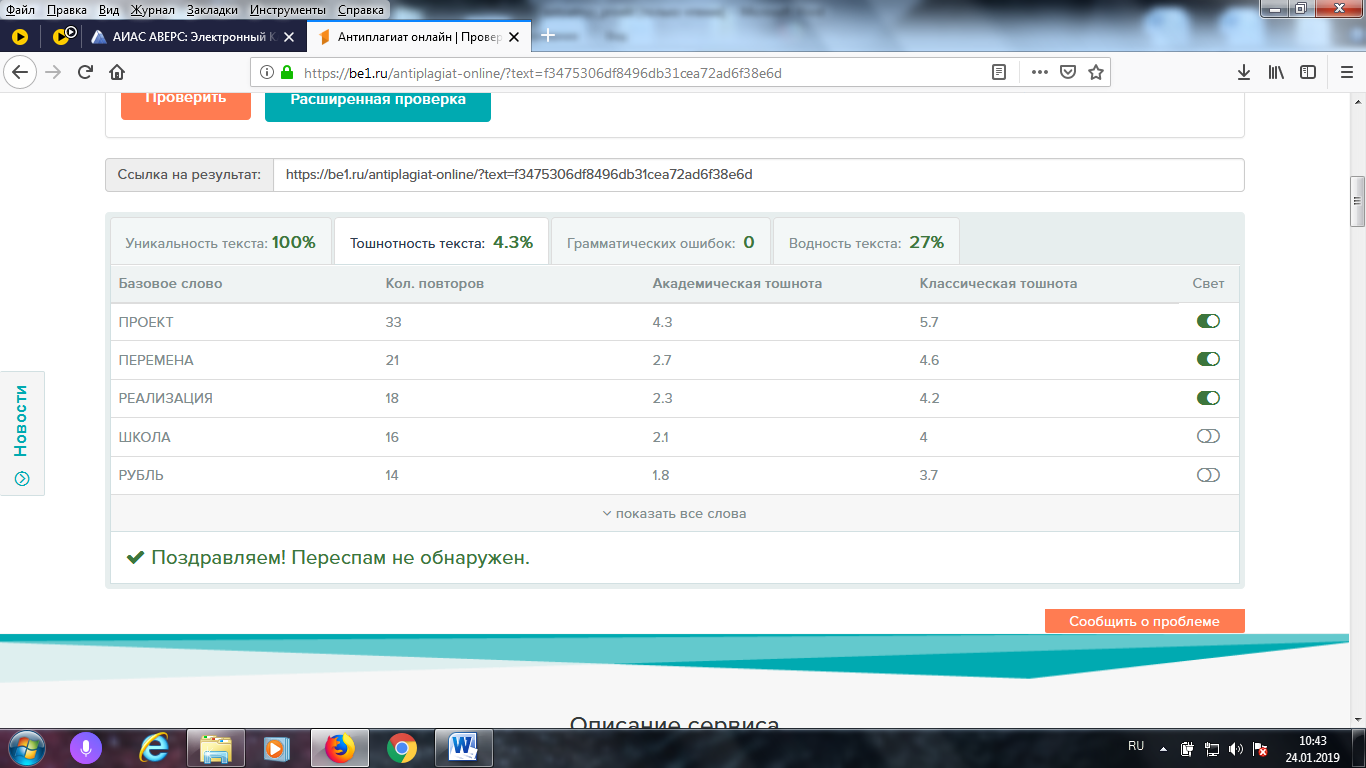 Файл Правка Вид Журнал Закладки Инструменты Справка
АИАС АВЕРС: Электронный К
Антиплагиат онлайн | Провер
https://be1.ru/antiplagiat-online/?text=f3475306df8496db31cea72ad6f38e6d
Проверить Расширенная проверка
Ссылка на результат: https://be1.ru/antiplagiat-online/?text=f3475306df8496db31cea72ad6f38e6d
Уникальность текста: 100% Тошнотность текста: 4.3% Грамматических ошибок: 0 Водность текста: 27%
Базовое слово Кол. повторов Академическая тошнота Классическая тошнота Свет
ПРОЕКТ 33 4.3 5.7
ПЕРЕМЕНА 21 2.7 4.6
РЕАЛИЗАЦИЯ 18 2.3 4.2
ШКОЛА 16 2.1 4
РУБЛЬ 14 1.8 3.7
показать все слова
Поздравляем! Переспам не обнаружен.
Новости
Сообщить о проблеме
Описание сервиса
RU 10:43
24.01.2019